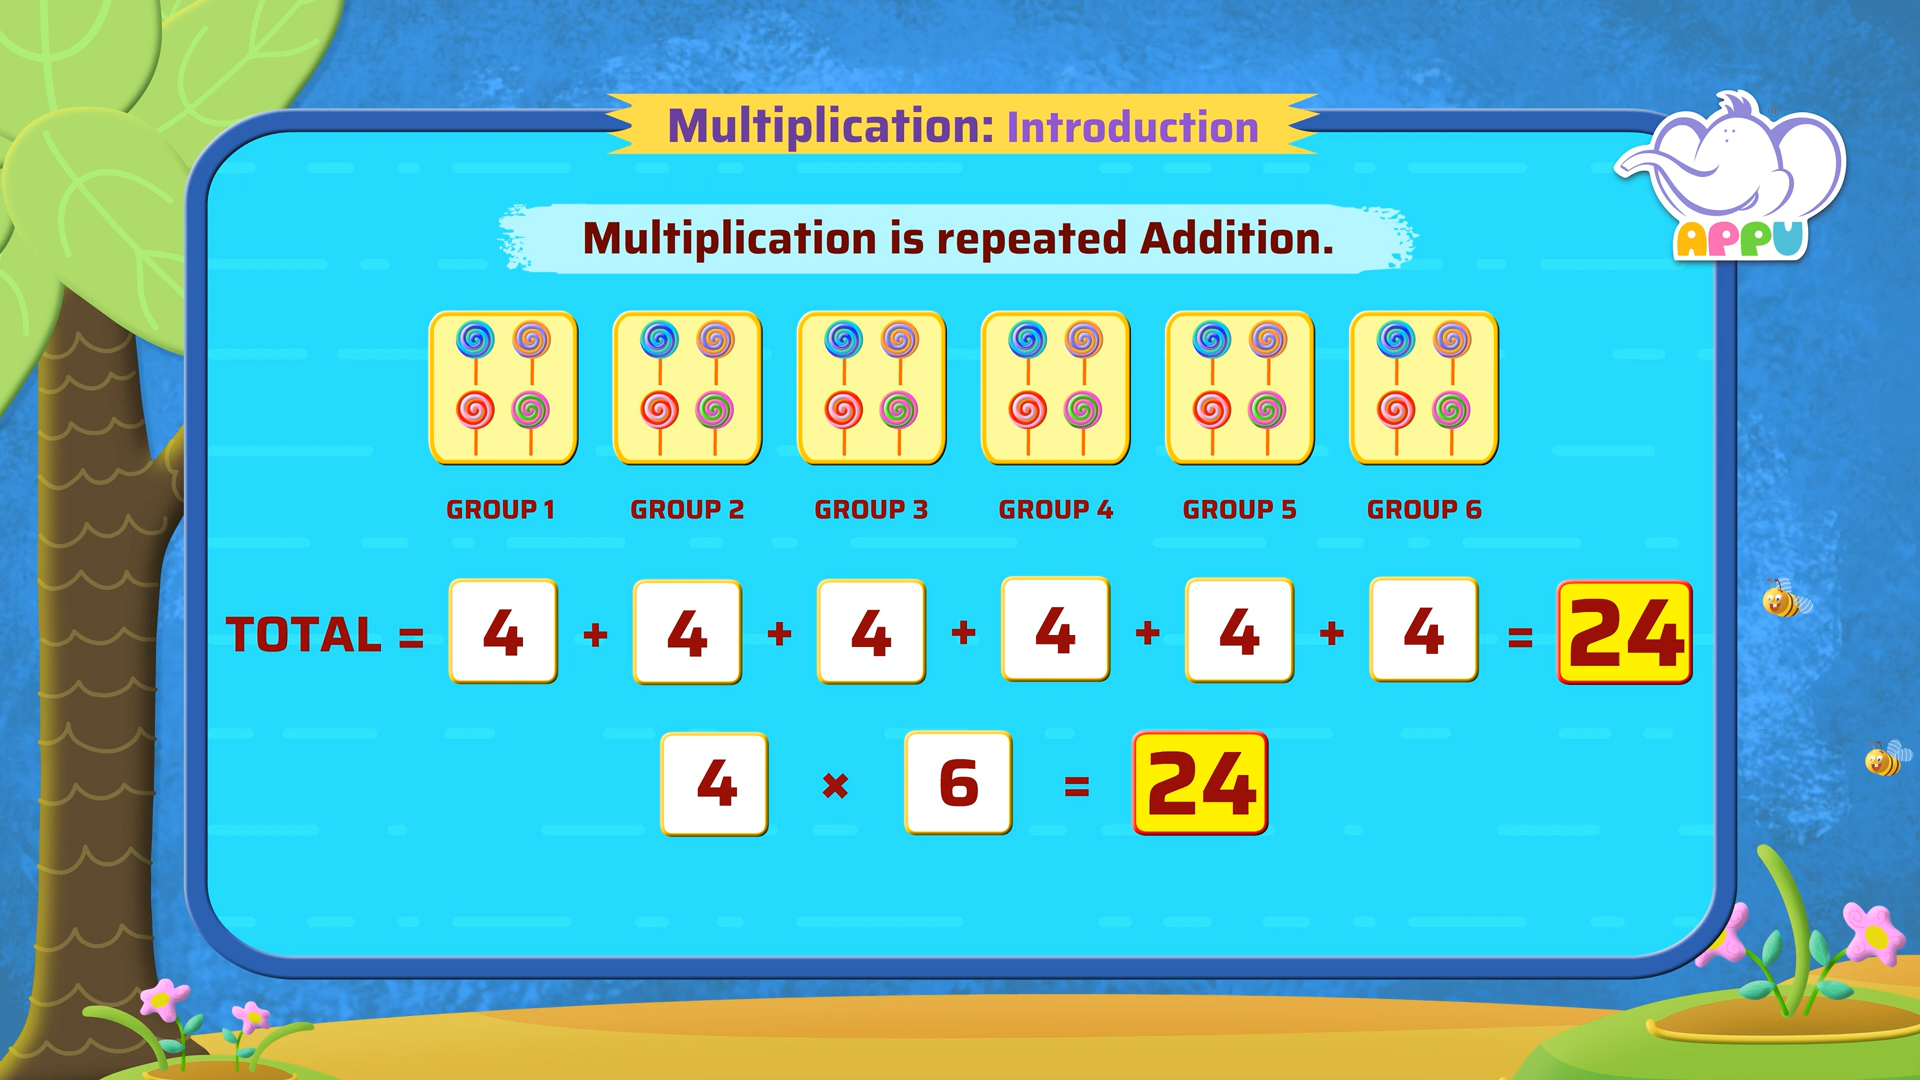 Multiplication: Introduction
APPU
Multiplication is repeated Addition.
GROUP 1 GROUP 2 GROUP 3 GROUP 4 GROUP 5 GROUP 6
TOTAL = 4 + 4 + 4 + 4 + 4 + 4 = 24
4 × 6 = 24